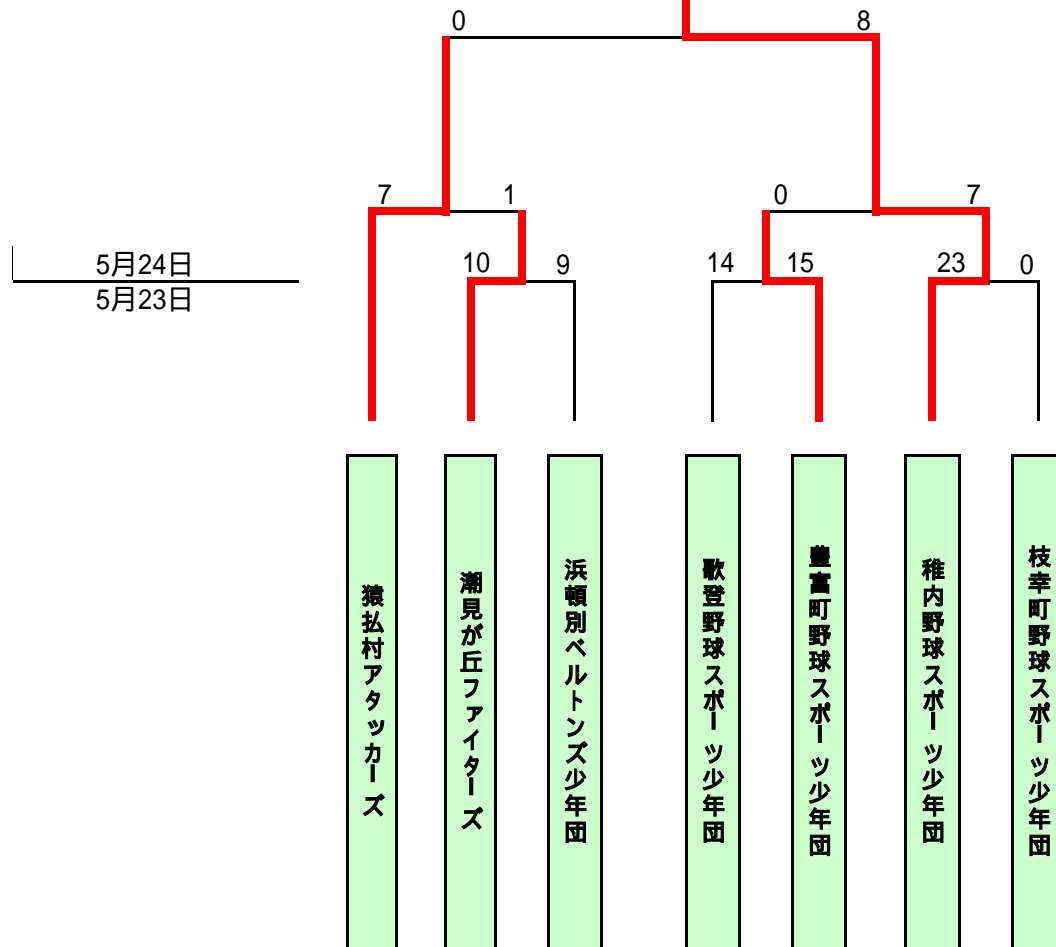 0
8
7
1
0
7
5月24日
10
9
14
15
23
0
5月23日
猿払村アタッカーズ
潮見が丘ファイターズ
浜頓別ベルトンズ少年団
歌登野球スポーツ少年団
豊富町野球スポーツ少年団
稚内野球スポーツ少年団
枝幸町野球スポーツ少年団